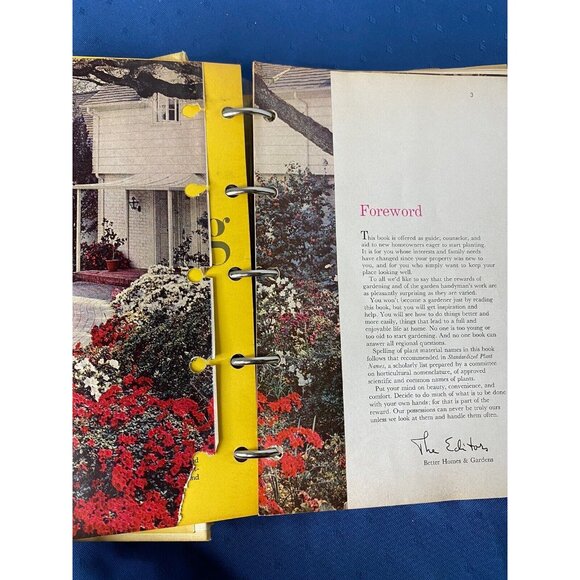 g
3
Foreword
This book is offered as guide, counselor, and
aid to new homeowners eager to start planting.
It is for you whose interests and family needs
have changed since your property was new to
you, and for you who simply want to keep your
place looking well.
To all we'd like to say that the rewards of
gardening and of the garden handyman's work are
as pleasantly surprising as they are varied.
You won't become a gardener just by reading
this book, but you will get inspiration and
help. You will see how to do things better and
more easily, things that lead to a full and
enjoyable life at home. No one is too young or
too old to start gardening. And no one book can
answer all regional questions.
Spelling of plant material names in this book
follows that recommended in Standardized Plant
Names, a scholarly list prepared by a committee
on horticultural nomenclature, of approved
scientific and common names of plants.
Put your mind on beauty, convenience, and
comfort. Decide to do much of what is to be done
with your own hands; for that is part of the
reward. Our possessions can never be truly ours
unless we look at them and handle them often.
The Editors
Better Homes & Gardens